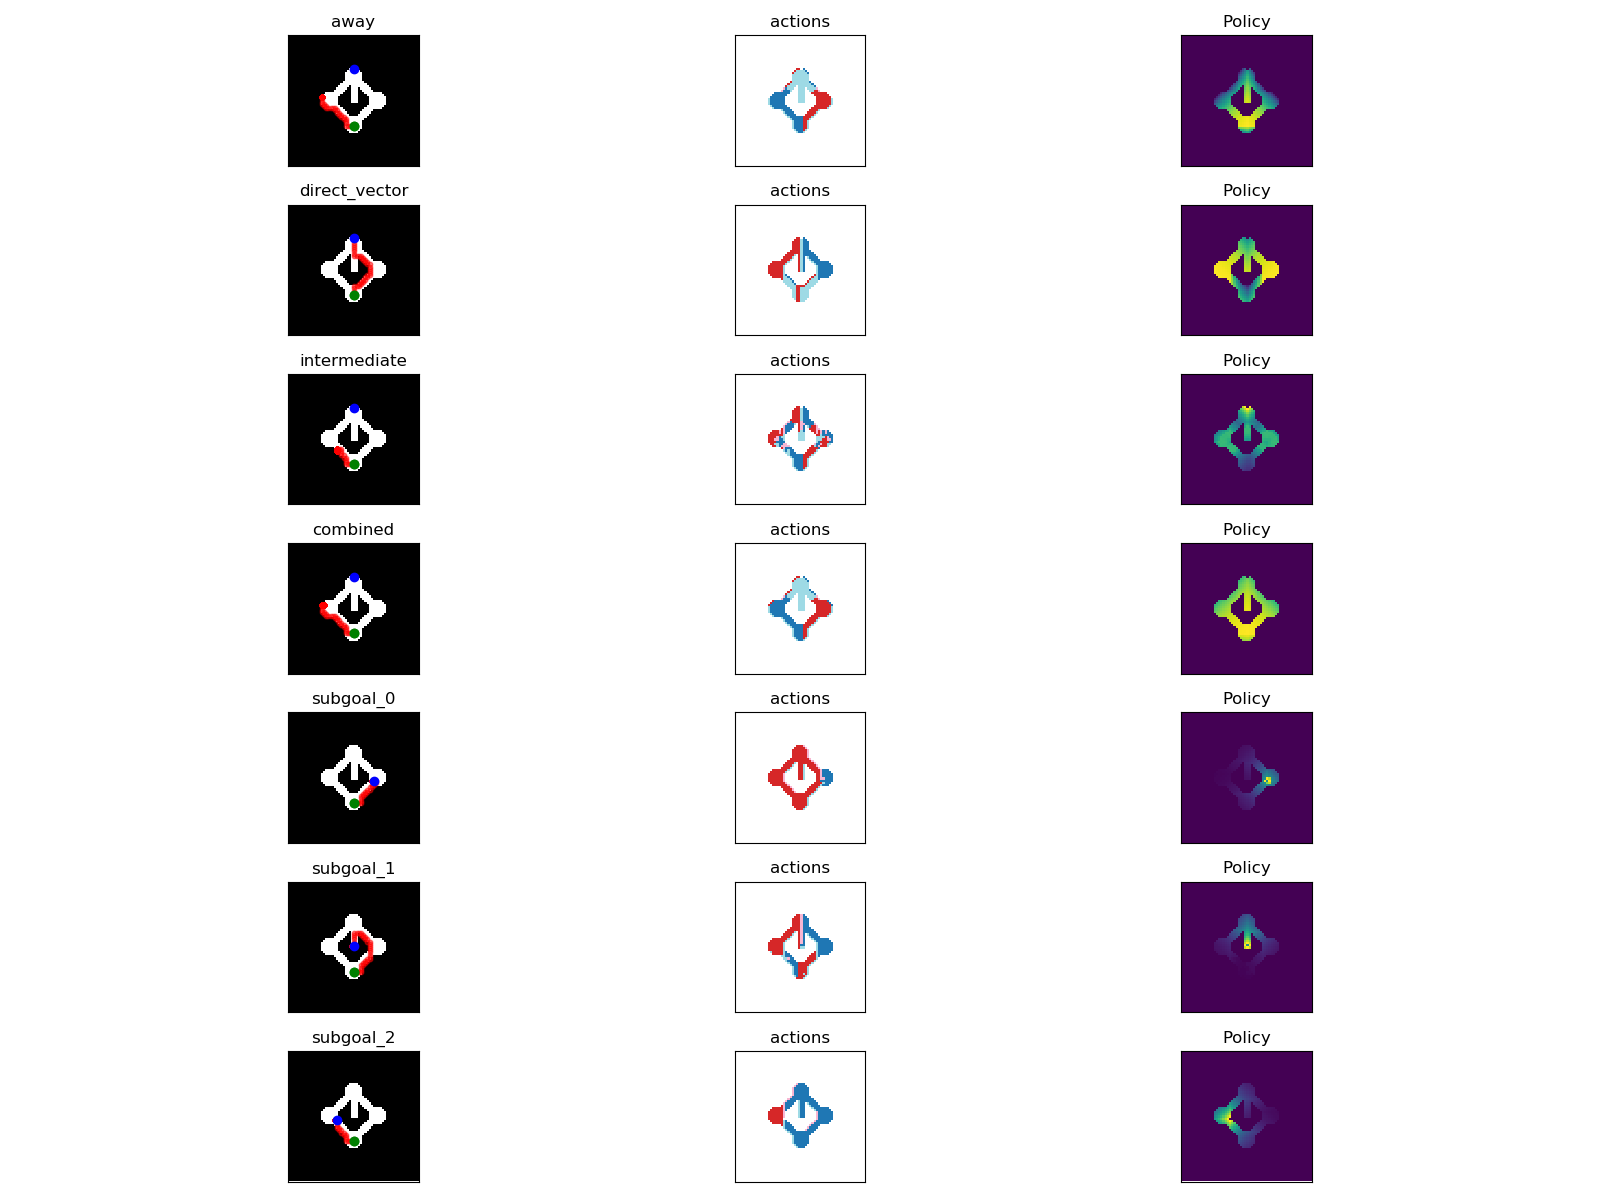 away actions Policy
direct_vector actions Policy
intermediate actions Policy
combined actions Policy
subgoal_0 actions Policy
subgoal_1 actions Policy
subgoal_2 actions Policy